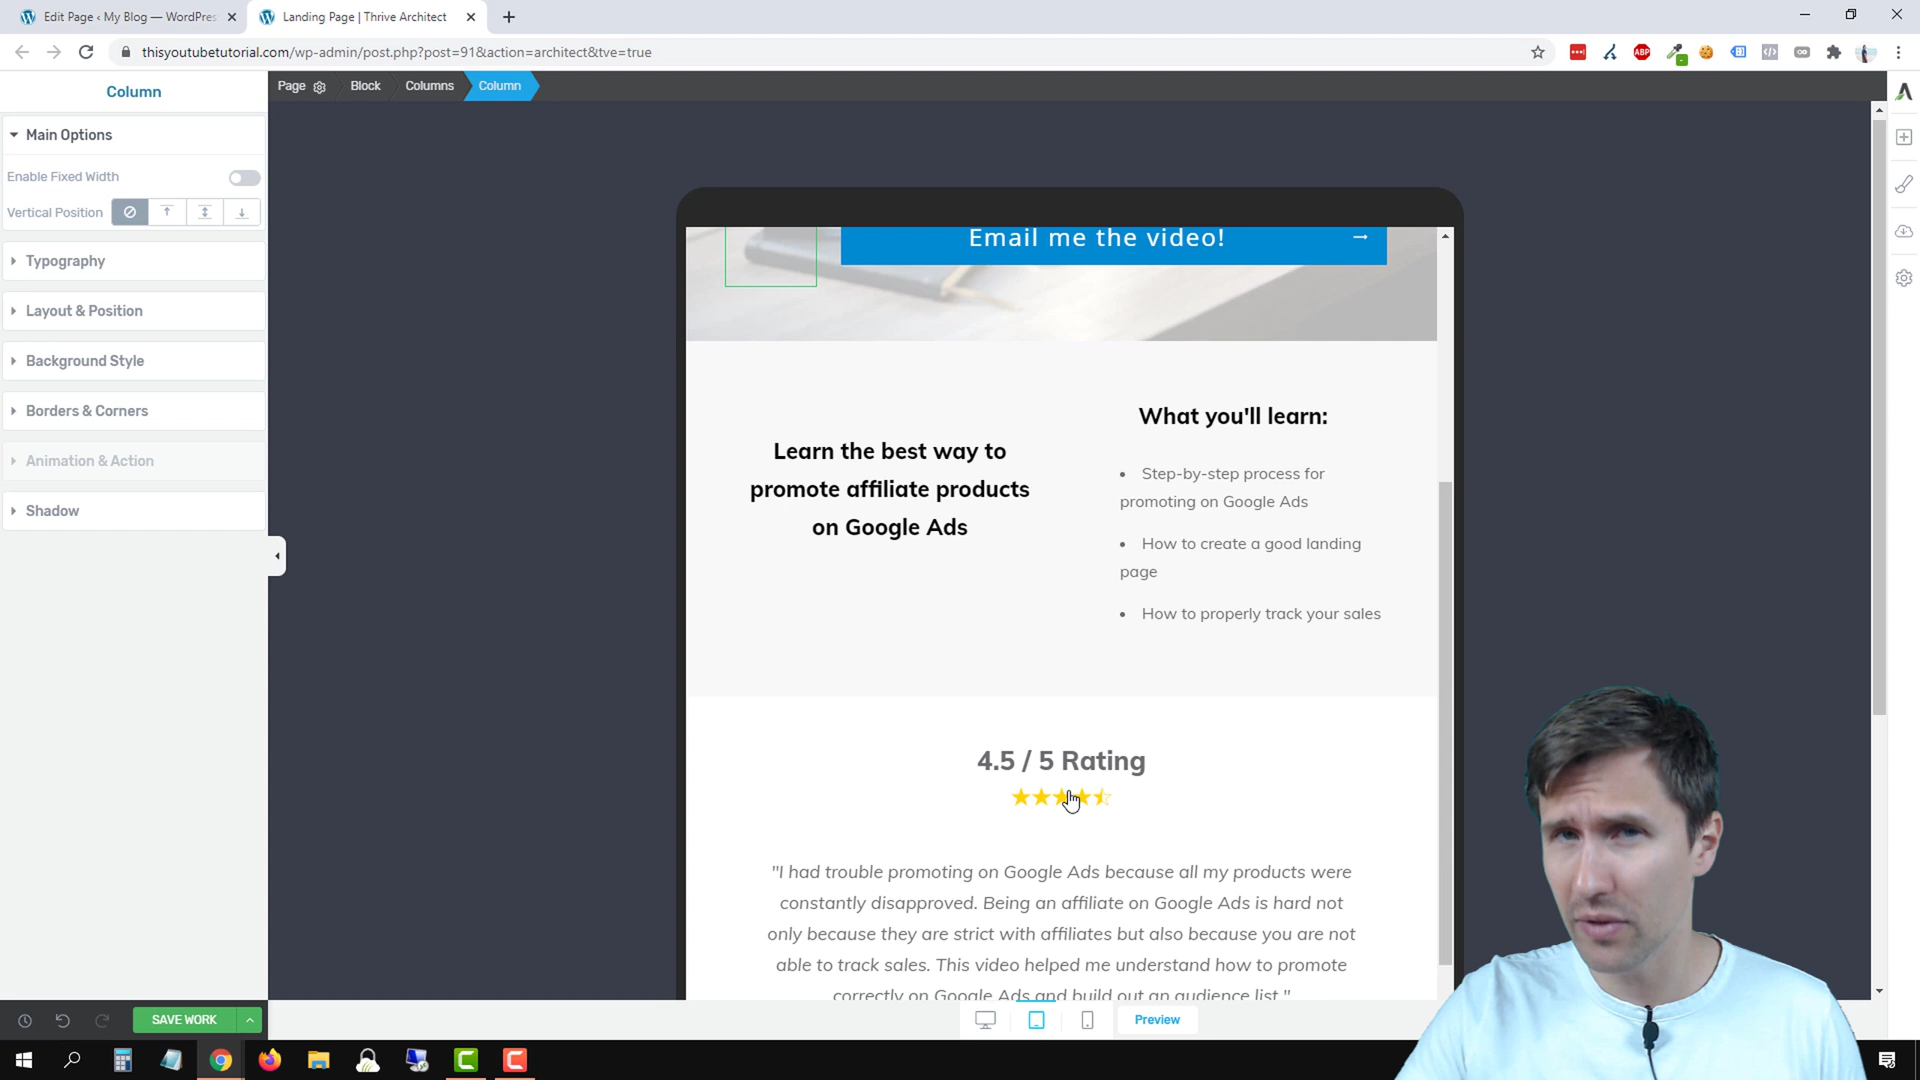 Edit Page ‹ My Blog — WordPres
Landing Page | Thrive Architect
thisyoutubetutorial.com/wp-admin/post.php?post=91&action=architect&tve=true
ABP
Column
Page
Block
Columns
Column
Main Options
Enable Fixed Width
Vertical Position
Typography
Layout & Position
Background Style
Borders & Corners
Animation & Action
Shadow
Email me the video!
Learn the best way to
promote affiliate products
on Google Ads
What you'll learn:
• Step-by-step process for
promoting on Google Ads
• How to create a good landing
page
• How to properly track your sales
4.5 / 5 Rating
"I had trouble promoting on Google Ads because all my products were
constantly disapproved. Being an affiliate on Google Ads is hard not
only because they are strict with affiliates but also because you are not
able to track sales. This video helped me understand how to promote
correctly on Google Ads and build out an audience list."
SAVE WORK
Preview